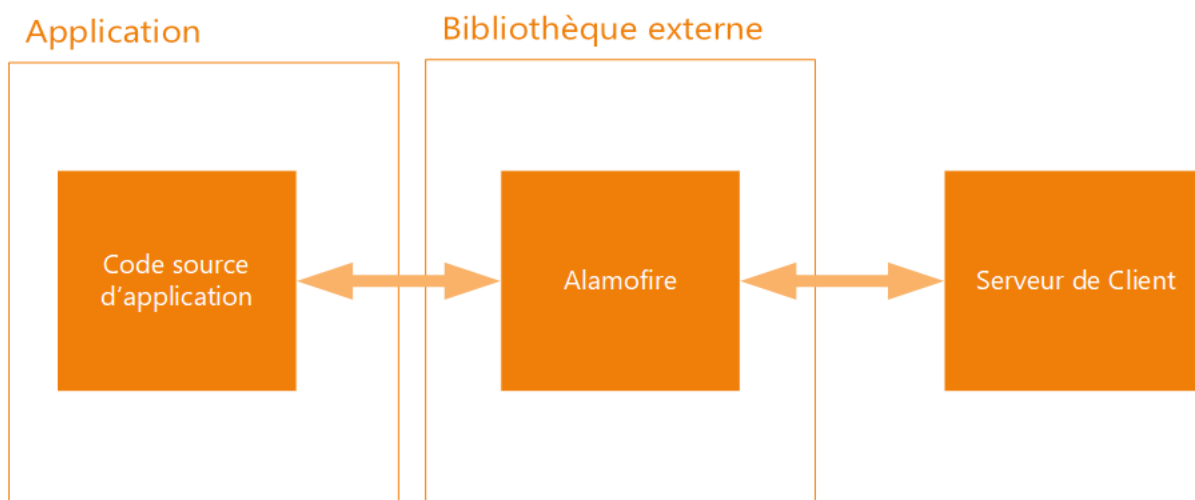 Application
Bibliothèque externe
Code source
d'application
Alamofire
Serveur de Client